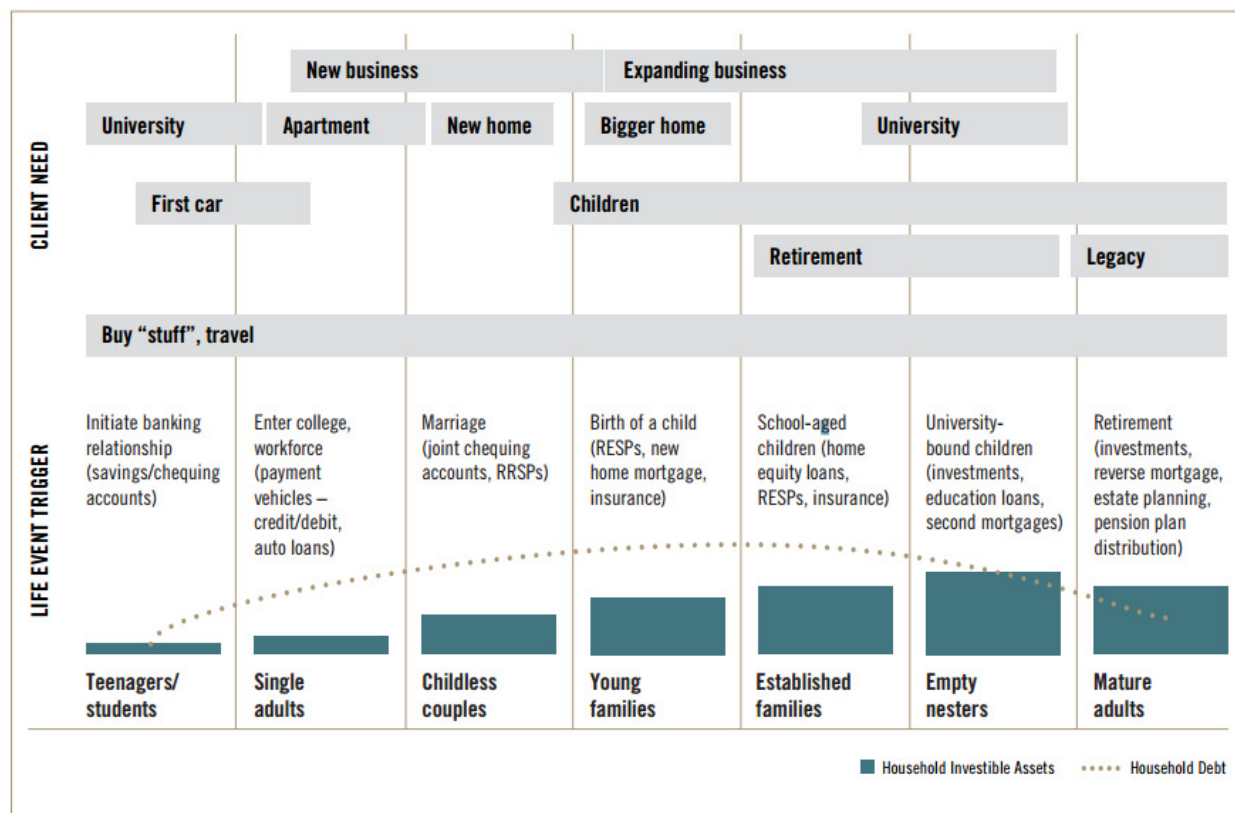 CLIENT NEED
New business
Expanding business
University
Apartment
New home
Bigger home
University
First car
Children
Retirement
Legacy
Buy “stuff”, travel
LIFE EVENT TRIGGER
Initiate banking
relationship
(savings/chequing
accounts)
Enter college,
workforce
(payment
vehicles –
credit/debit,
auto loans)
Marriage
(joint chequing
accounts, RRSPs)
Birth of a child
(RESPs, new
home mortgage,
insurance)
School-aged
children (home
equity loans,
RESPs, insurance)
University-
bound children
(investments,
education loans,
second mortgages)
Retirement
(investments,
reverse mortgage,
estate planning,
pension plan
distribution)
Teenagers/
students
Single
adults
Childless
couples
Young
families
Established
families
Empty
nesters
Mature
adults
Household Investible Assets
Household Debt